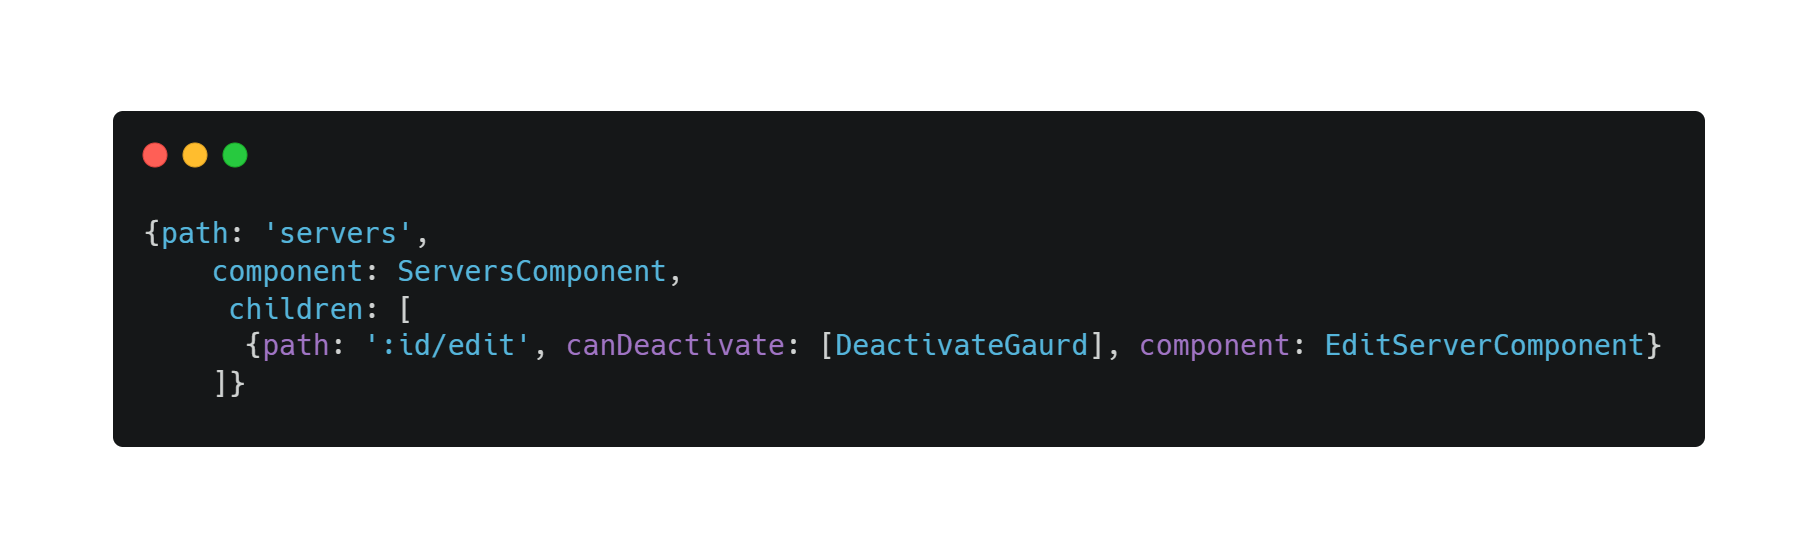 {path: 'servers',
    component: ServersComponent,
     children: [
      {path: ':id/edit', canDeactivate: [DeactivateGaurd], component: EditServerComponent}
    ]}